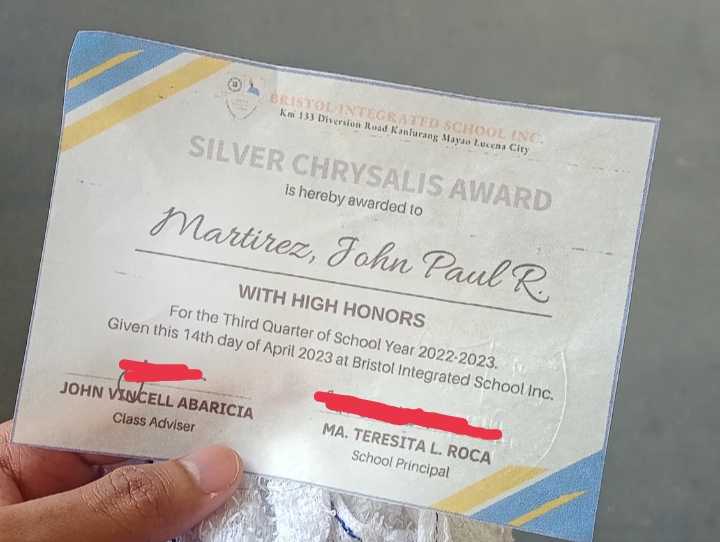 BRISTOL INTEGRATED SCHOOL INC.
Km 133 Diversion Road Kanlurang Mayao Lucena City
SILVER CHRYSALIS AWARD
is hereby awarded to
Martirez, John Paul R.
WITH HIGH HONORS
For the Third Quarter of School Year 2022-2023.
Given this 14th day of April 2023 at Bristol Integrated School Inc.
JOHN VINCELL ABARICIA
Class Adviser
MA. TERESITA L. ROCA
School Principal